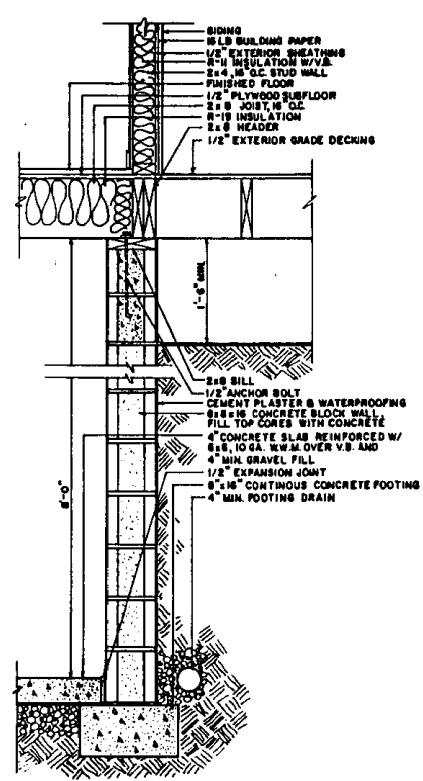 SIDING
15 LB BUILDING PAPER
1/2" EXTERIOR SHEATHING
R-11 INSULATION W/V.B.
2x4, 16" O.C. STUD WALL
FINISHED FLOOR
1/2" PLYWOOD SUBFLOOR
2x8 JOIST, 16" O.C.
R-19 INSULATION
2x8 HEADER
1/2" EXTERIOR GRADE DECKING
1'-6" MIN.
2x8 SILL
1/2" ANCHOR BOLT
CEMENT PLASTER & WATERPROOFING
8x8x16 CONCRETE BLOCK WALL,
FILL TOP CORES WITH CONCRETE
4" CONCRETE SLAB REINFORCED W/
6x6, 10 GA. W.W.M. OVER V.B. AND
4" MIN. GRAVEL FILL
1/2" EXPANSION JOINT
8"x16" CONTINOUS CONCRETE FOOTING
4" MIN. FOOTING DRAIN
8'-0"